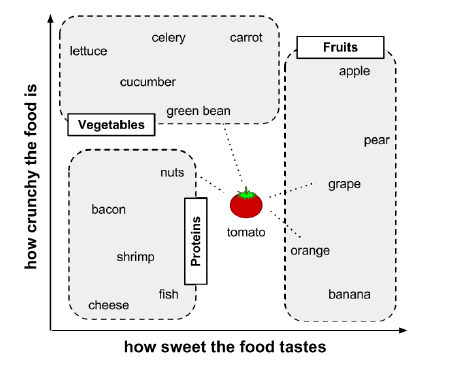 lettuce
celery
carrot
cucumber
green bean
Vegetables
Fruits
apple
pear
grape
orange
banana
nuts
bacon
shrimp
fish
cheese
Proteins
tomato
how crunchy the food is
how sweet the food tastes